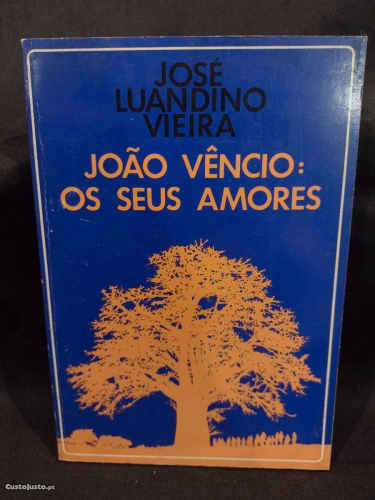 JOSÉ
LUANDINO
VIEIRA
JOÃO VÊNCIO:
OS SEUS AMORES
CustoJusto.pt